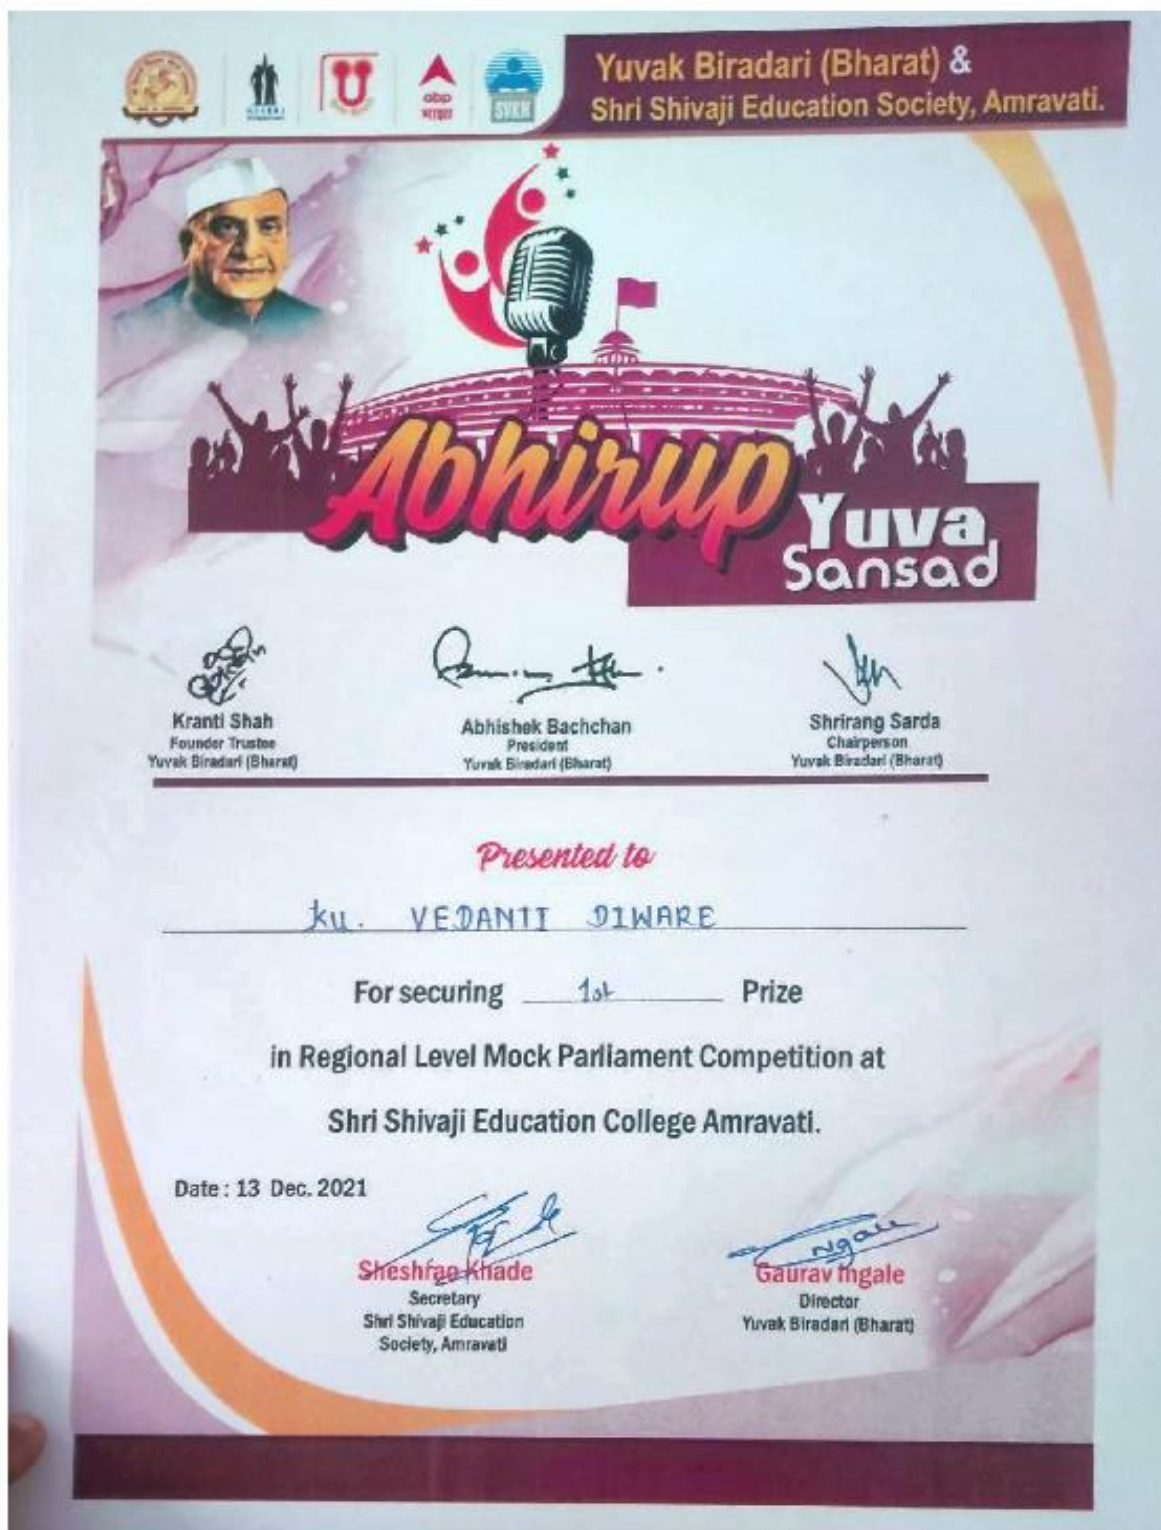 Yuvak Biradari (Bharat) &
Shri Shivaji Education Society, Amravati.
abp
माझा
SVKM
Abhirup
Yuva
Sansad
Kranti Shah
Founder Trustee
Yuvak Biradari (Bharat)
Abhishek Bachchan
President
Yuvak Biradari (Bharat)
Shrirang Sarda
Chairperson
Yuvak Biradari (Bharat)
Presented to
Ku. VEDANTI DIWARE
For securing 1st Prize
in Regional Level Mock Parliament Competition at
Shri Shivaji Education College Amravati.
Date : 13 Dec. 2021
Sheshrao Khade
Secretary
Shri Shivaji Education
Society, Amravati
Gaurav Ingale
Director
Yuvak Biradari (Bharat)